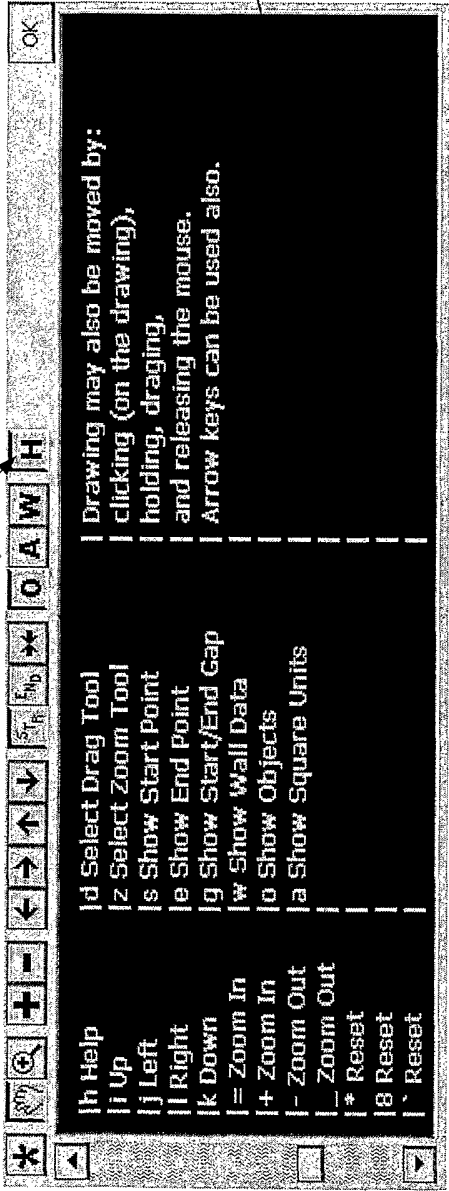 * + - ← → ↑ ↓ STR END O A W H OK
|h Help |d Select Drag Tool | Drawing may also be moved by:
|i Up |z Select Zoom Tool | clicking (on the drawing),
|j Left |s Show Start Point | holding, draging,
|l Right |e Show End Point | and releasing the mouse.
|k Down |g Show Start/End Gap | Arrow keys can be used also.
|= Zoom In |w Show Wall Data |
|+ Zoom In |o Show Objects |
|- Zoom Out |a Show Square Units |
|_ Zoom Out | |
|* Reset | |
|8 Reset | |
|` Reset | |